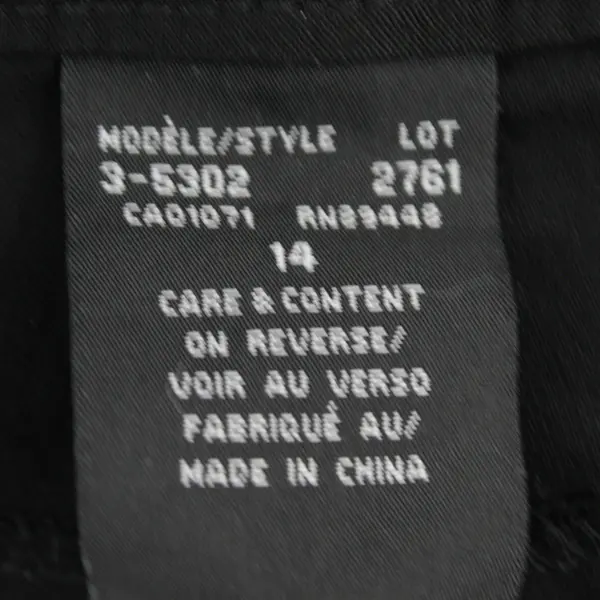 MODÈLE/STYLE LOT
3-5302 2761
CA01071 RN89448
14
CARE & CONTENT
ON REVERSE/
VOIR AU VERSO
FABRIQUÉ AU/
MADE IN CHINA